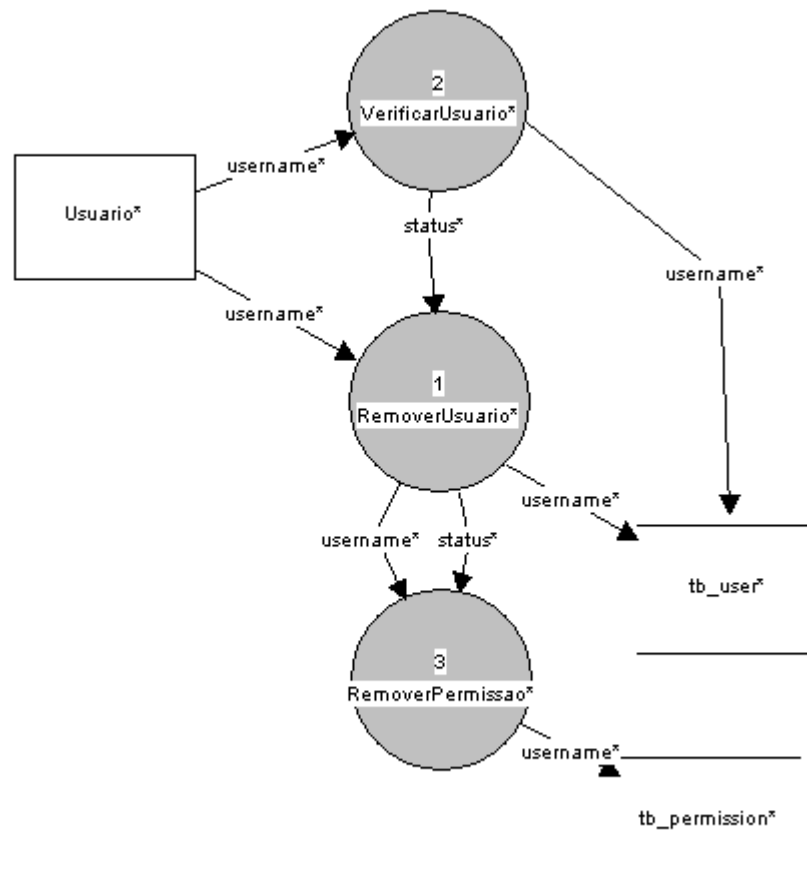 2
VerificarUsuario*
username*
Usuario*
status*
username*
username*
1
RemoverUsuario*
username*
username*
status*
tb_user*
3
RemoverPermissao*
username*
tb_permission*